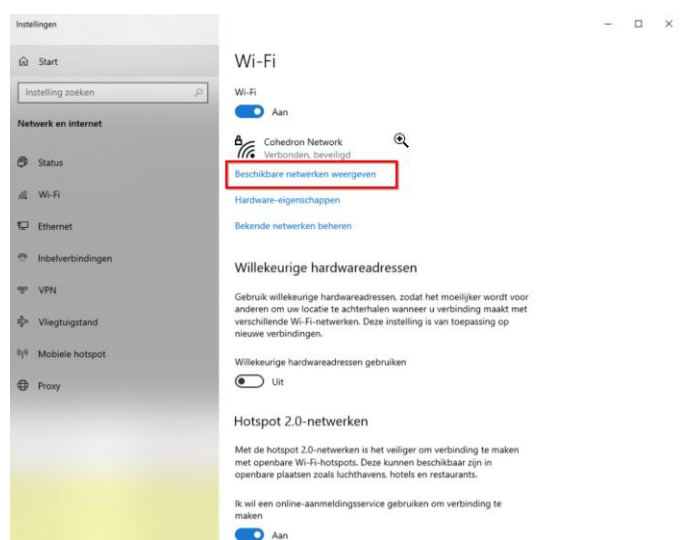 Instellingen
Start
Instelling zoeken
Netwerk en internet
Status
Wi-Fi
Ethernet
Inbelverbindingen
VPN
Vliegtuigstand
Mobiele hotspot
Proxy
Wi-Fi
Wi-Fi
Aan
Cohedron Network
Verbonden, beveiligd
Beschikbare netwerken weergeven
Hardware-eigenschappen
Bekende netwerken beheren
Willekeurige hardwareadressen
Gebruik willekeurige hardwareadressen, zodat het moeilijker wordt voor
anderen om uw locatie te achterhalen wanneer u verbinding maakt met
verschillende Wi-Fi-netwerken. Deze instelling is van toepassing op
nieuwe verbindingen.
Willekeurige hardwareadressen gebruiken
Uit
Hotspot 2.0-netwerken
Met de hotspot 2.0-netwerken is het veiliger om verbinding te maken
met openbare Wi-Fi-hotspots. Deze kunnen beschikbaar zijn in
openbare plaatsen zoals luchthavens, hotels en restaurants.
Ik wil een online-aanmeldingsservice gebruiken om verbinding te
maken
Aan